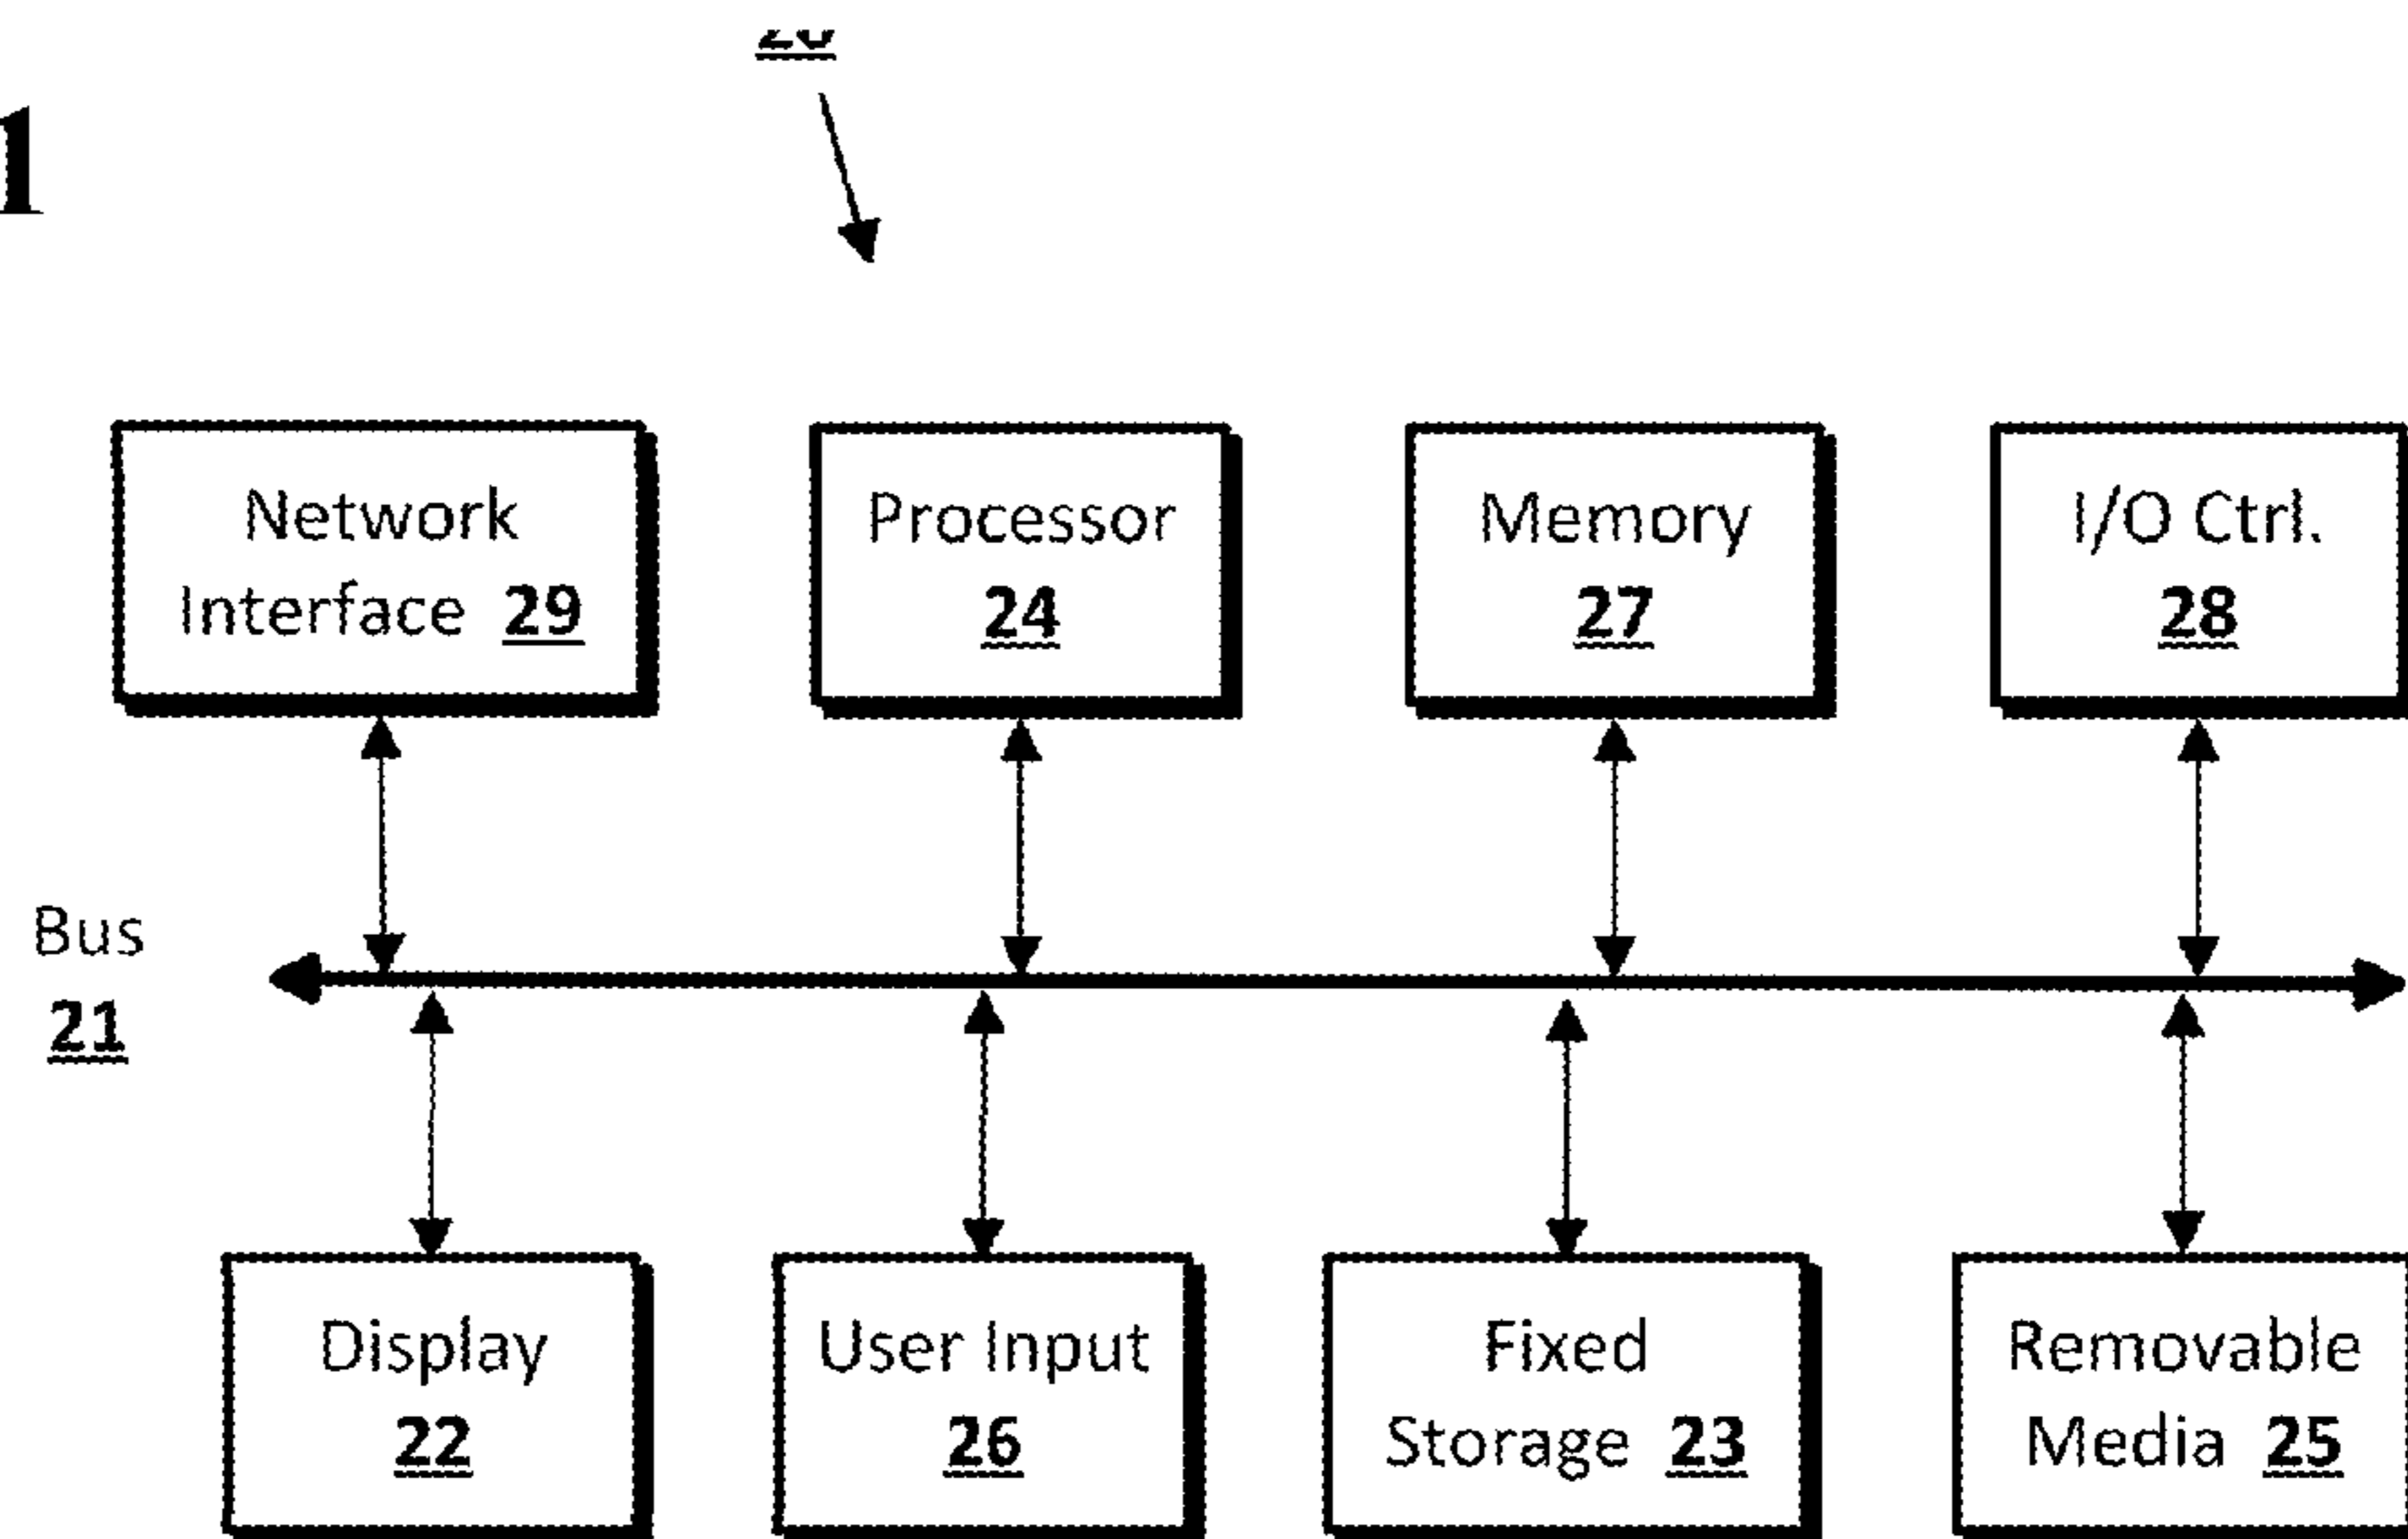 1
Network
Interface 29
Processor
24
Memory
27
I/O Ctrl.
28
Bus
21
Display
22
User Input
26
Fixed
Storage 23
Removable
Media 25